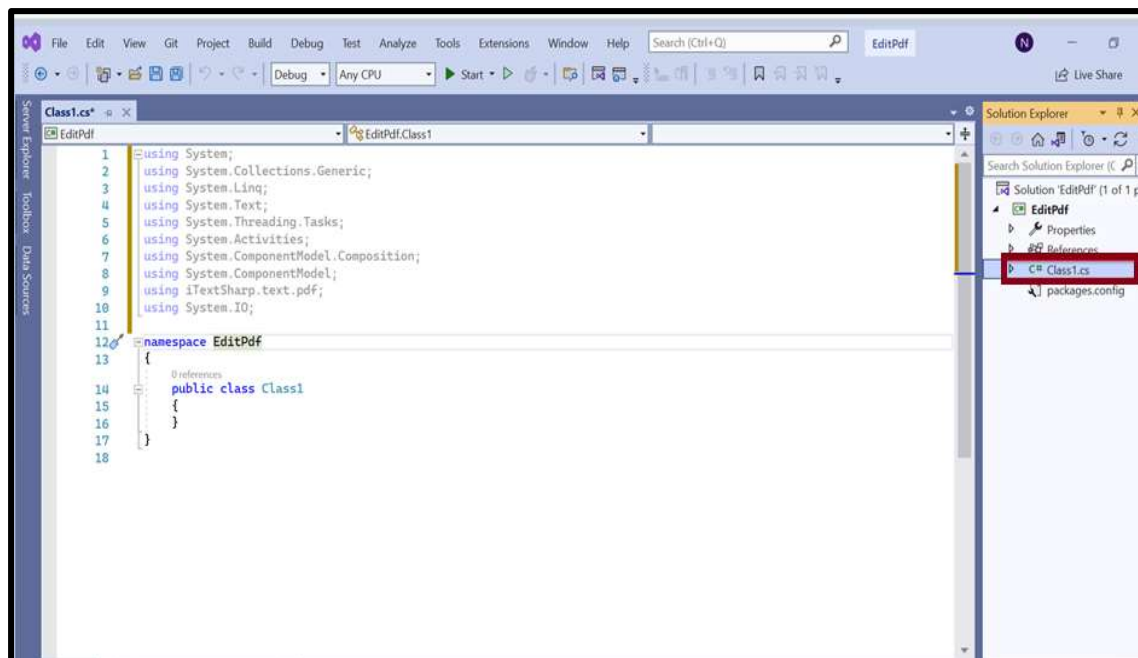 File Edit View Git Project Build Debug Test Analyze Tools Extensions Window Help Search (Ctrl+Q) EditPdf N
Debug Any CPU Start Live Share
Server Explorer
Toolbox
Data Sources
Class1.cs*
EditPdf EditPdf.Class1
1 using System;
2 using System.Collections.Generic;
3 using System.Linq;
4 using System.Text;
5 using System.Threading.Tasks;
6 using System.Activities;
7 using System.ComponentModel.Composition;
8 using System.ComponentModel;
9 using iTextSharp.text.pdf;
10 using System.IO;
11
12 namespace EditPdf
13 {
0 references
14 public class Class1
15 {
16 }
17 }
18
Solution Explorer
Search Solution Explorer (C
Solution 'EditPdf' (1 of 1 p
EditPdf
Properties
References
C# Class1.cs
packages.config